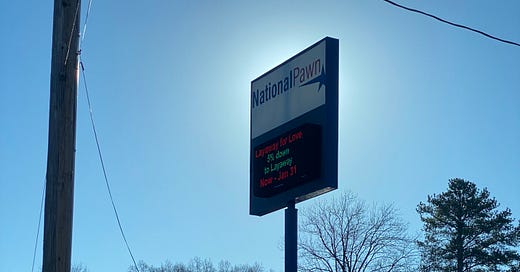 NationalPawn
Layaway for Love
5% down
to Layaway
Now - Jan 31